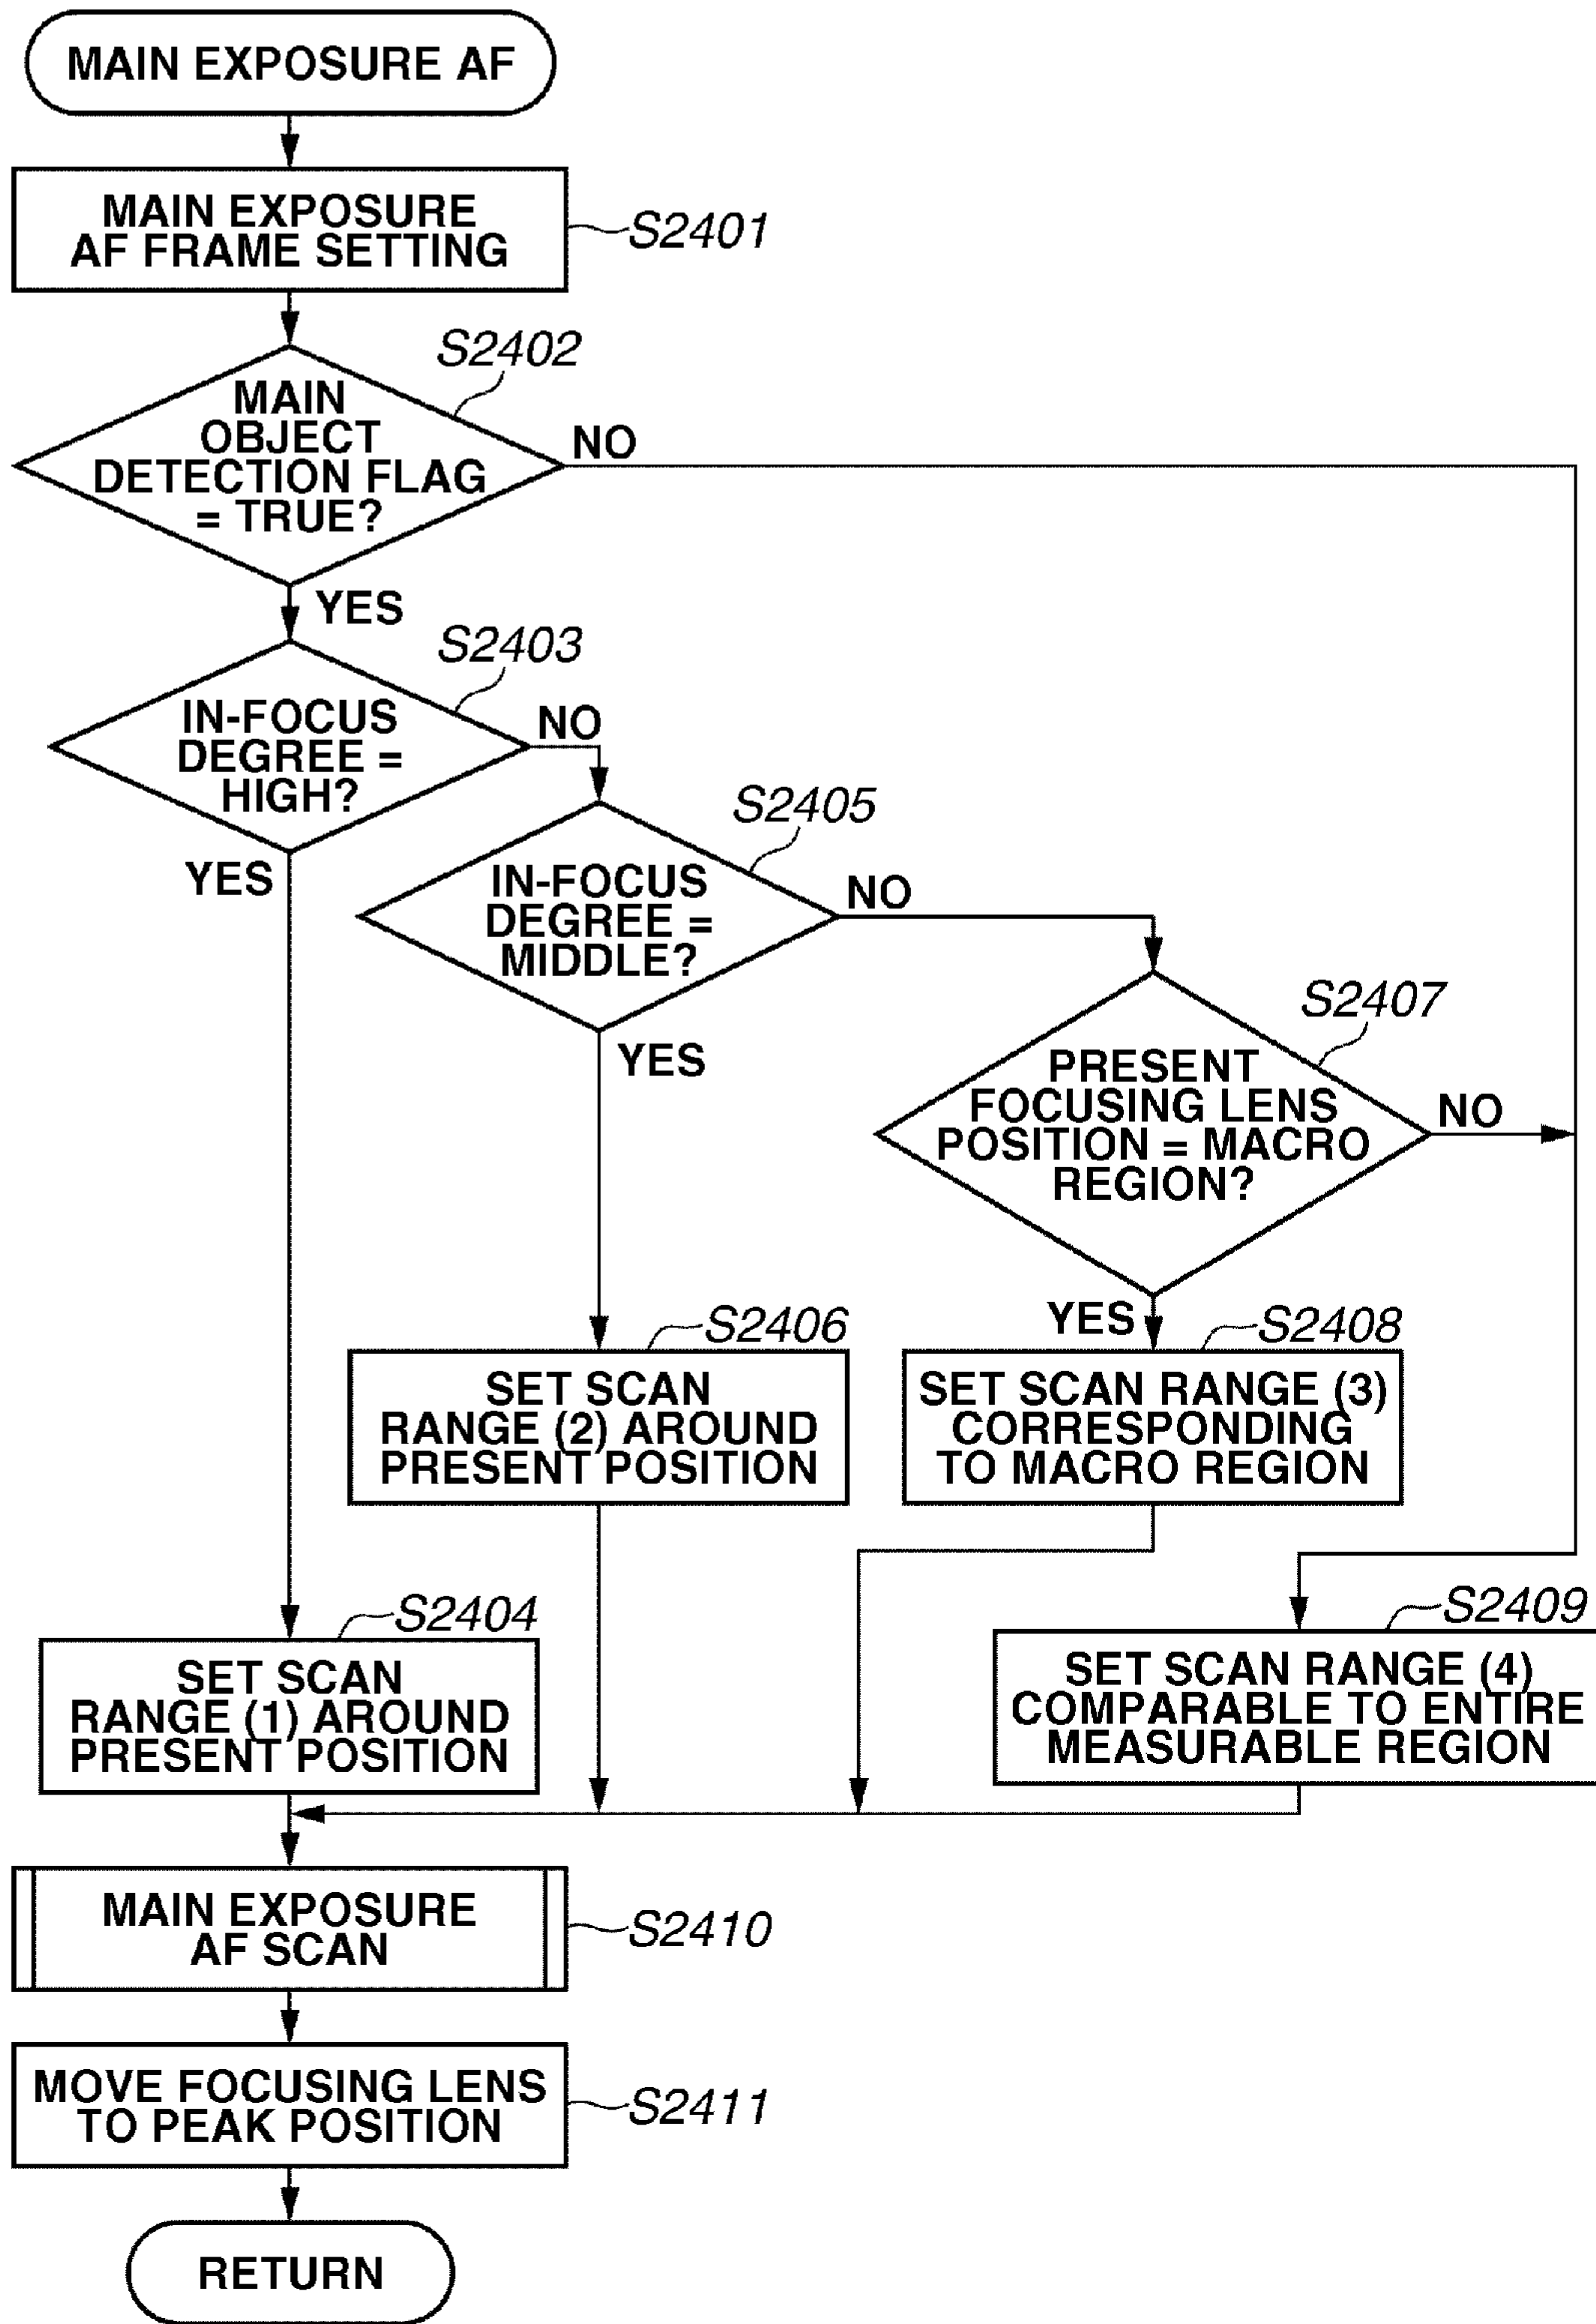 MAIN EXPOSURE AF
MAIN EXPOSURE
AF FRAME SETTING
S2401
S2402
MAIN
OBJECT
DETECTION FLAG
= TRUE?
NO
YES
S2403
IN-FOCUS
DEGREE =
HIGH?
NO
YES
S2405
IN-FOCUS
DEGREE =
MIDDLE?
NO
YES
S2407
PRESENT
FOCUSING LENS
POSITION = MACRO
REGION?
NO
YES
S2406
SET SCAN
RANGE (2) AROUND
PRESENT POSITION
S2408
SET SCAN RANGE (3)
CORRESPONDING
TO MACRO REGION
S2404
SET SCAN
RANGE (1) AROUND
PRESENT POSITION
S2409
SET SCAN RANGE (4)
COMPARABLE TO ENTIRE
MEASURABLE REGION
MAIN EXPOSURE
AF SCAN
S2410
MOVE FOCUSING LENS
TO PEAK POSITION
S2411
RETURN